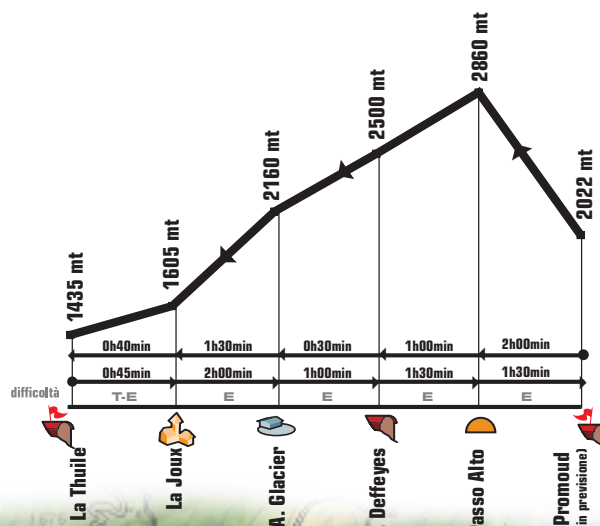 1435 mt
1605 mt
2160 mt
2500 mt
2860 mt
2022 mt
0h40min 1h30min 0h30min 1h00min 2h00min
0h45min 2h00min 1h00min 1h30min 1h30min
difficoltà T-E E E E E
La Thuile
La Joux
A. Glacier
Deffeyes
asso Alto
Promoud
in previsione)